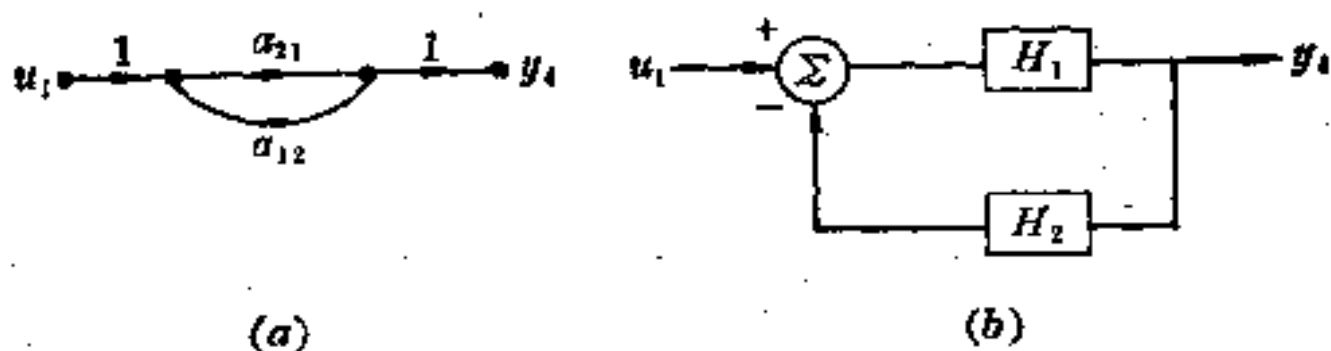 1 a₂₁ 1
u₁ y₄
a₁₂
(a)
+
u₁ Σ H₁ y₄
−
H₂
(b)